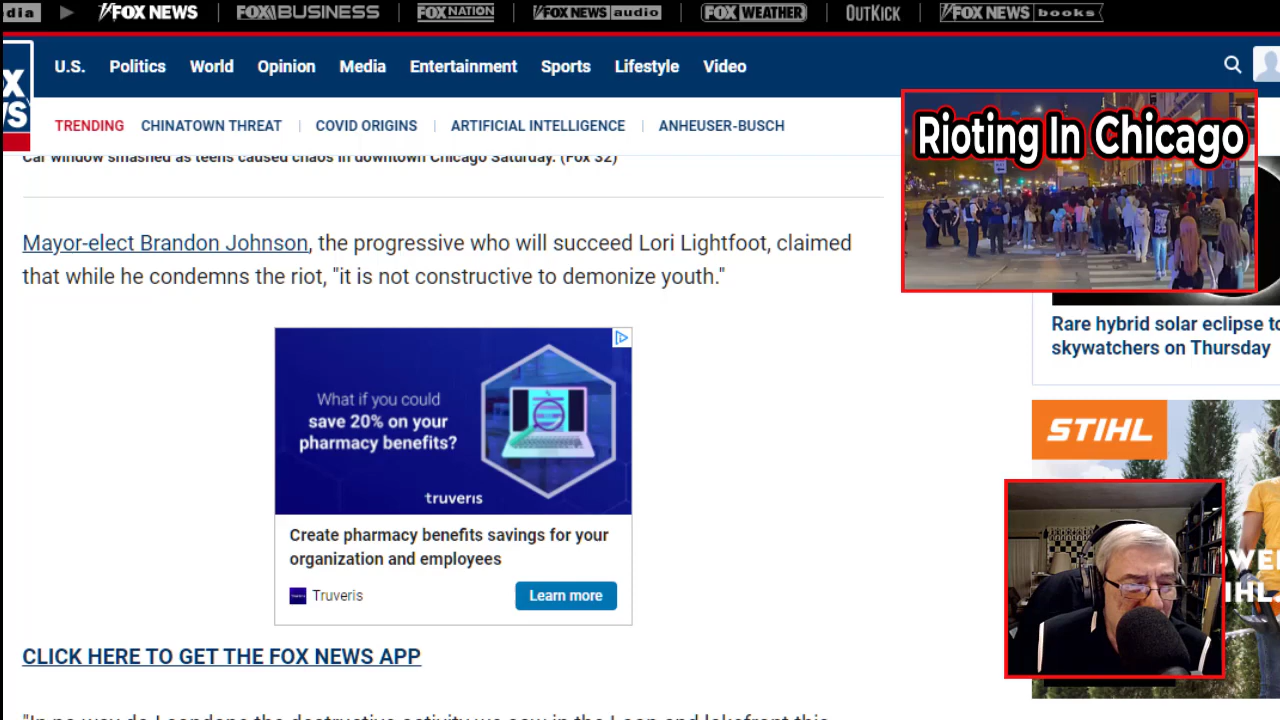 dia
FOX NEWS
FOX BUSINESS
FOX NATION
FOX NEWS audio
FOX WEATHER
OUTKICK
FOX NEWS books
U.S.
Politics
World
Opinion
Media
Entertainment
Sports
Lifestyle
Video
TRENDING
CHINATOWN THREAT
COVID ORIGINS
ARTIFICIAL INTELLIGENCE
ANHEUSER-BUSCH
Rioting In Chicago
Car window smashed as teens caused chaos in downtown Chicago Saturday. (Fox 32)
Mayor-elect Brandon Johnson, the progressive who will succeed Lori Lightfoot, claimed
that while he condemns the riot, "it is not constructive to demonize youth."
Rare hybrid solar eclipse to
skywatchers on Thursday
What if you could
save 20% on your
pharmacy benefits?
truveris
Create pharmacy benefits savings for your
organization and employees
Truveris
Learn more
STIHL
CLICK HERE TO GET THE FOX NEWS APP
"In no way do I condone the destructive activity we saw in the Loop and lakefront this